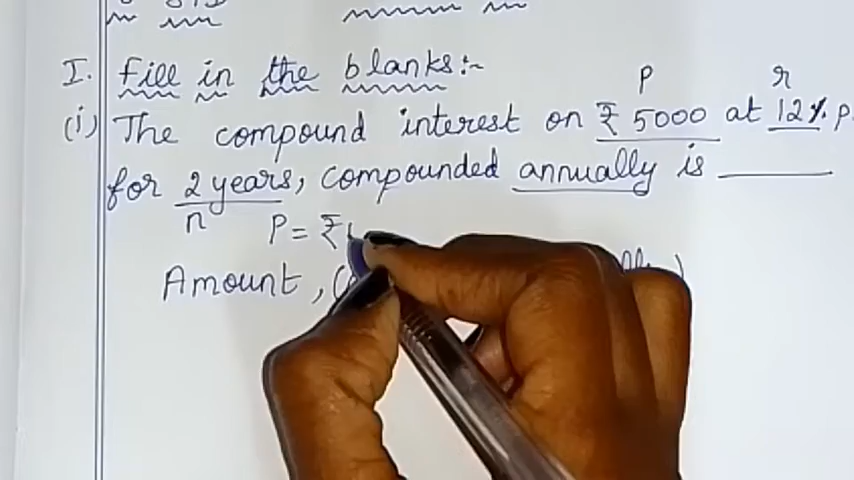 I. Fill in the blanks:-
P r
(i) The compound interest on ₹ 5000 at 12% p.
for 2 years, compounded annually is ______
n P = ₹
Amount, (